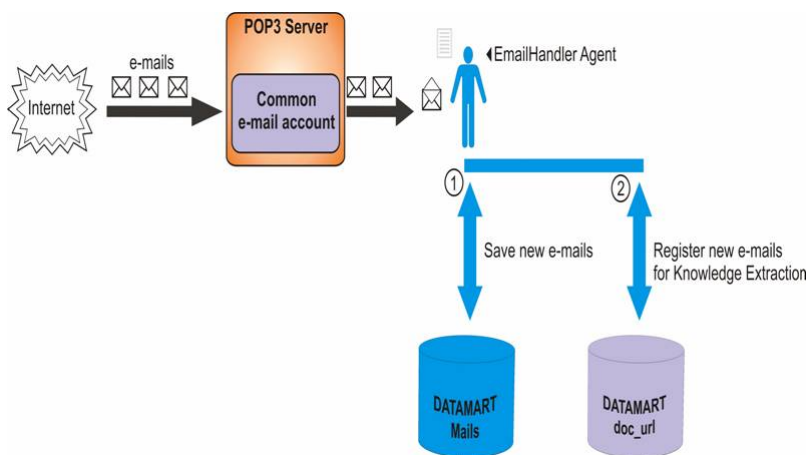 POP3 Server
e-mails
Internet
Common
e-mail account
EmailHandler Agent
1
2
Save new e-mails
Register new e-mails
for Knowledge Extraction
DATAMART
Mails
DATAMART
doc_url